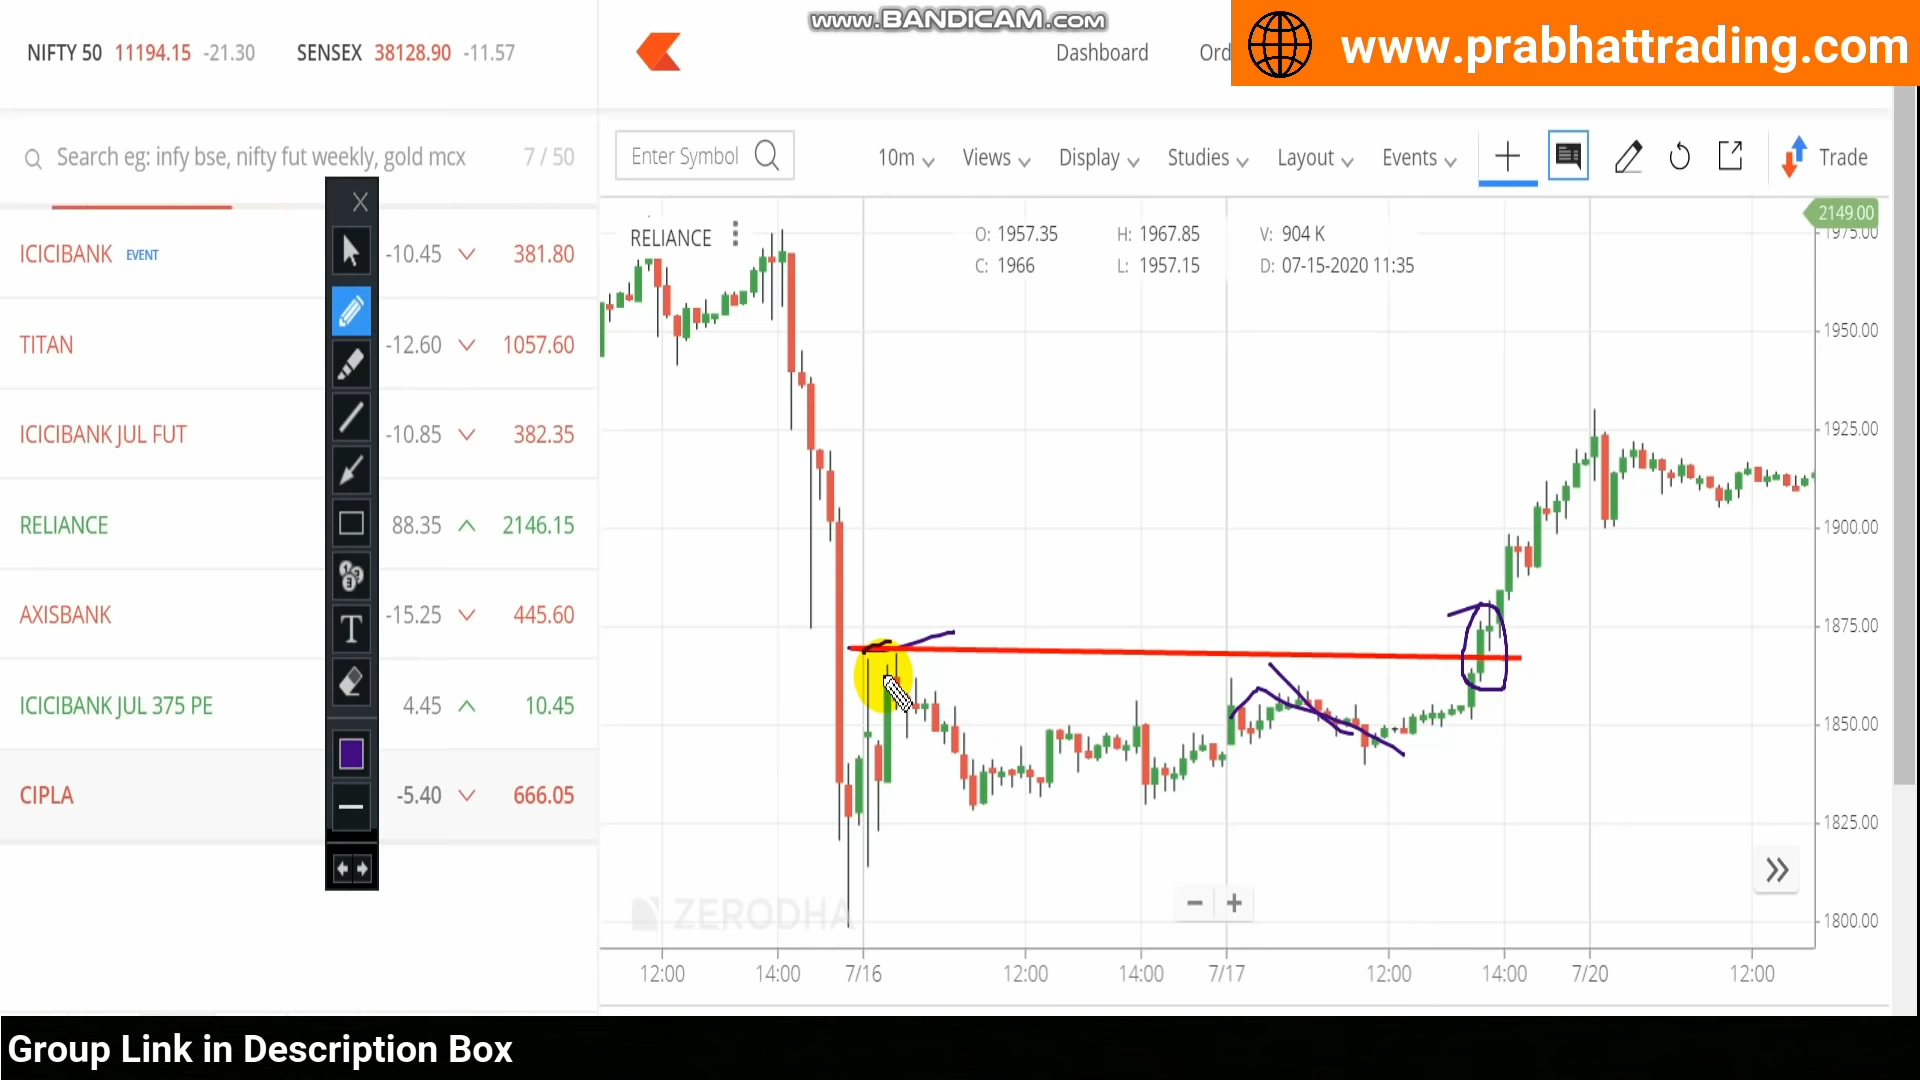 www.BANDICAM.com
www.prabhattrading.com
NIFTY 50 11194.15 -21.30 SENSEX 38128.90 -11.57
Dashboard Ord
Search eg: infy bse, nifty fut weekly, gold mcx 7 / 50
Enter Symbol 10m Views Display Studies Layout Events Trade
ICICIBANK EVENT -10.45 381.80
TITAN -12.60 1057.60
ICICIBANK JUL FUT -10.85 382.35
RELIANCE 88.35 2146.15
AXISBANK -15.25 445.60
ICICIBANK JUL 375 PE 4.45 10.45
CIPLA -5.40 666.05
T
RELIANCE
O: 1957.35 H: 1967.85 V: 904 K
C: 1966 L: 1957.15 D: 07-15-2020 11:35
2149.00
1975.00
1950.00
1925.00
1900.00
1875.00
1850.00
1825.00
1800.00
ZERODHA
12:00 14:00 7/16 12:00 14:00 7/17 12:00 14:00 7/20 12:00
Group Link in Description Box